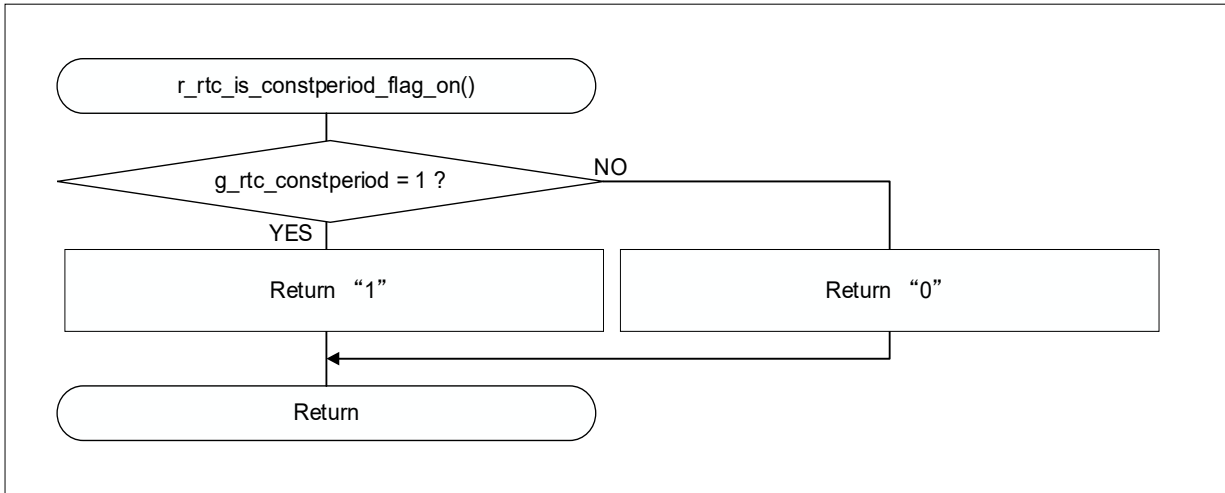 r_rtc_is_constperiod_flag_on()
g_rtc_constperiod = 1 ?
NO
YES
Return “1”
Return “0”
Return